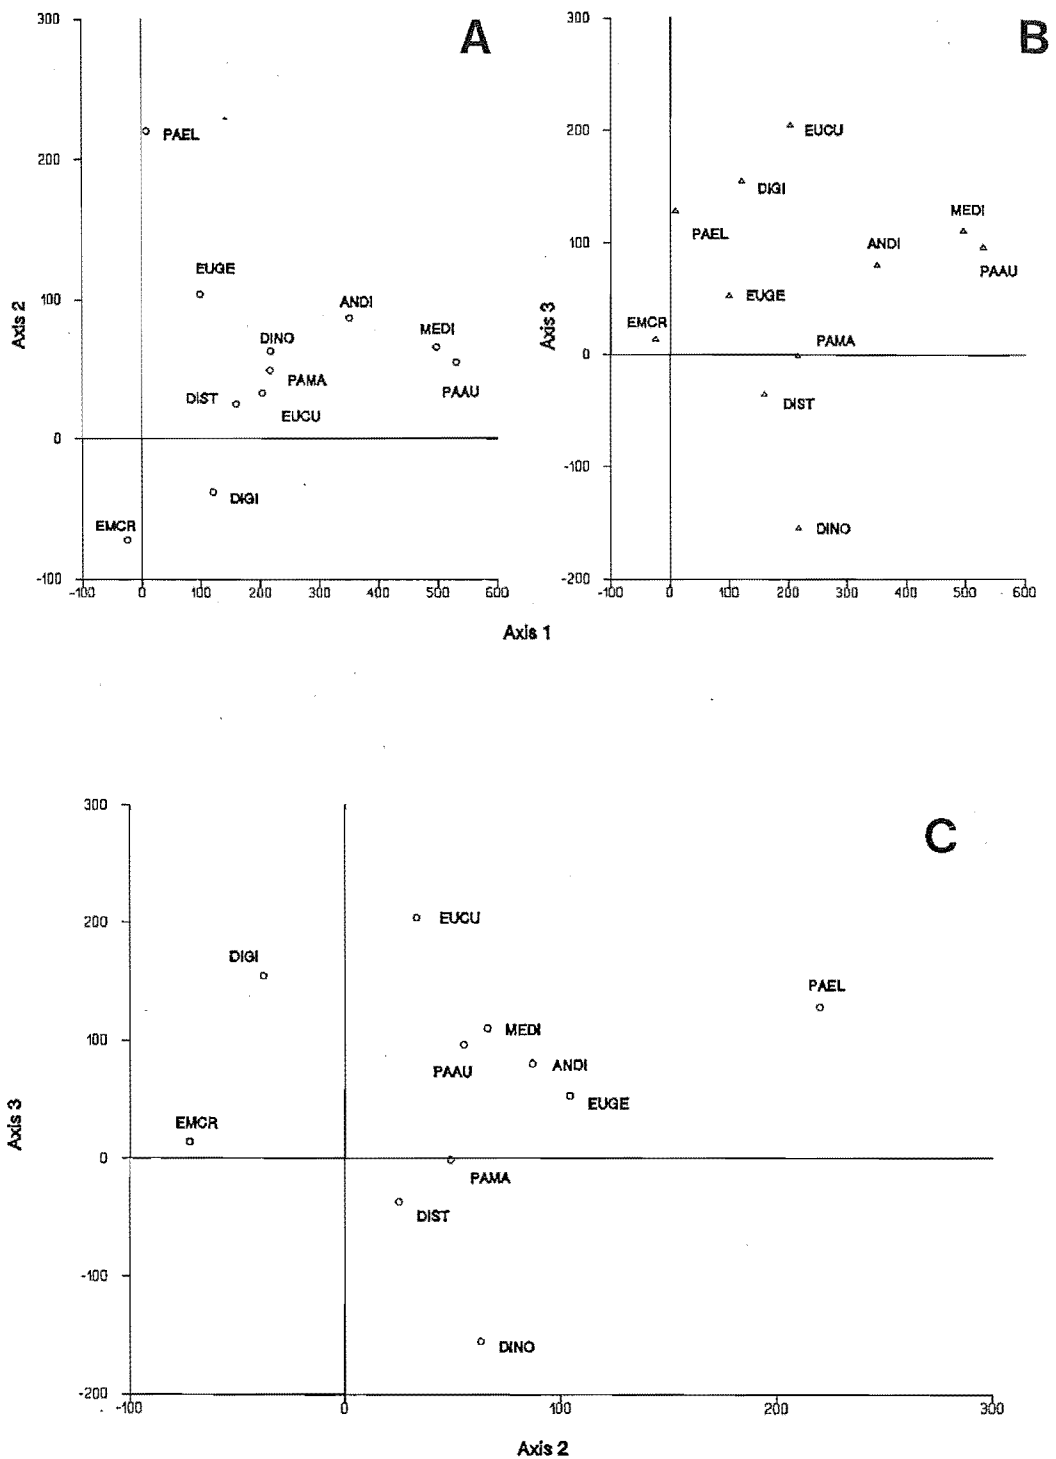 A
300
200
100
0
-100
-100 0 100 200 300 400 500 600
Axis 2
PAEL
EUGE
ANDI
DINO
MEDI
PAMA
PAAU
DIST
EUCU
DIGI
EMCR
B
300
200
100
0
-100
-200
-100 0 100 200 300 400 500 600
Axis 3
EUCU
DIGI
MEDI
PAEL
ANDI
PAAU
EUGE
EMCR
PAMA
DIST
DINO
Axis 1
C
300
200
100
0
-100
-200
-100 0 100 200 300
Axis 3
EUCU
DIGI
PAEL
MEDI
PAAU
ANDI
EUGE
EMCR
PAMA
DIST
DINO
Axis 2